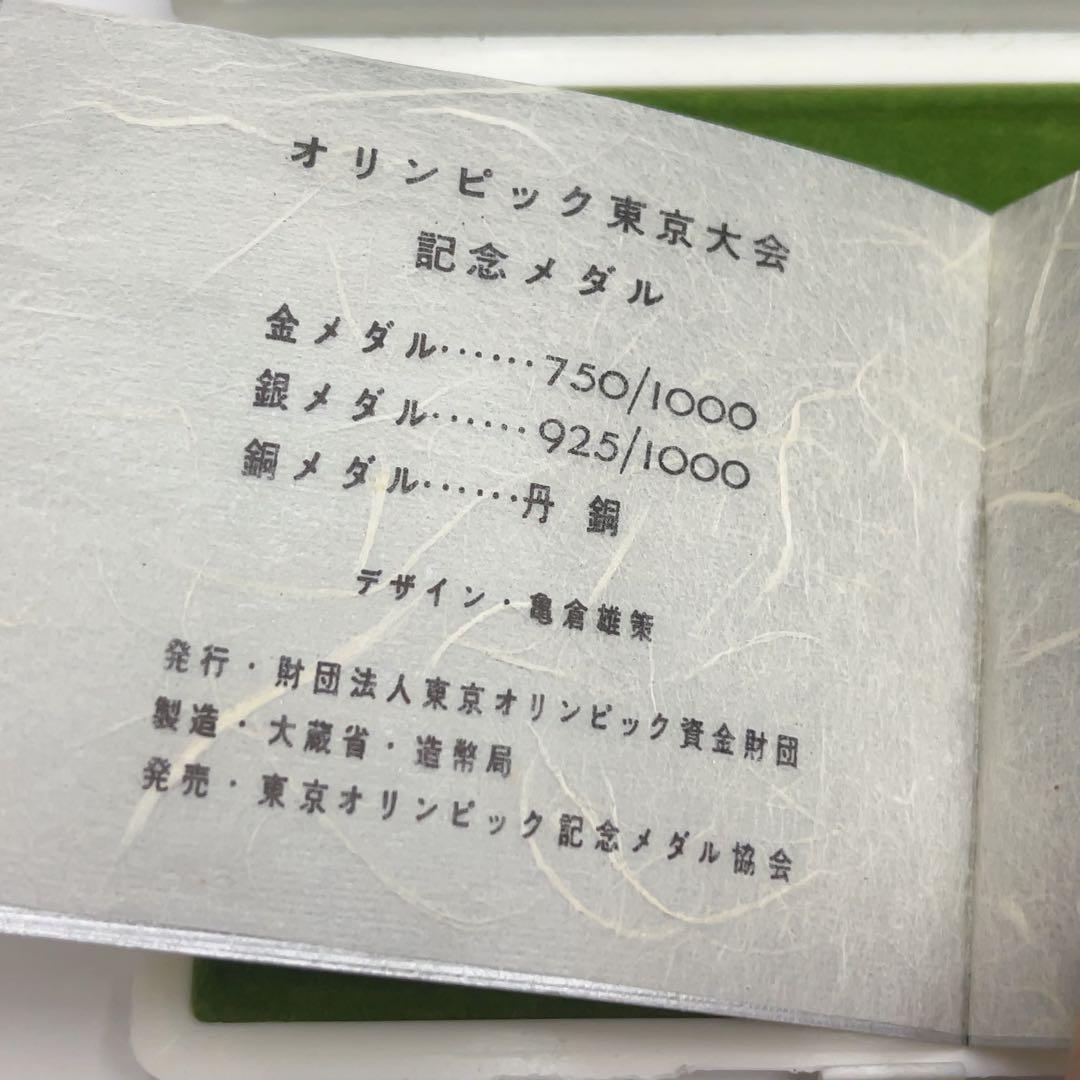 オリンピック東京大会
記念メダル
金メダル……750/1000
銀メダル……925/1000
銅メダル……丹 銅
デザイン・亀倉雄策
発行・財団法人東京オリンピック資金財団
製造・大蔵省・造幣局
発売・東京オリンピック記念メダル協会